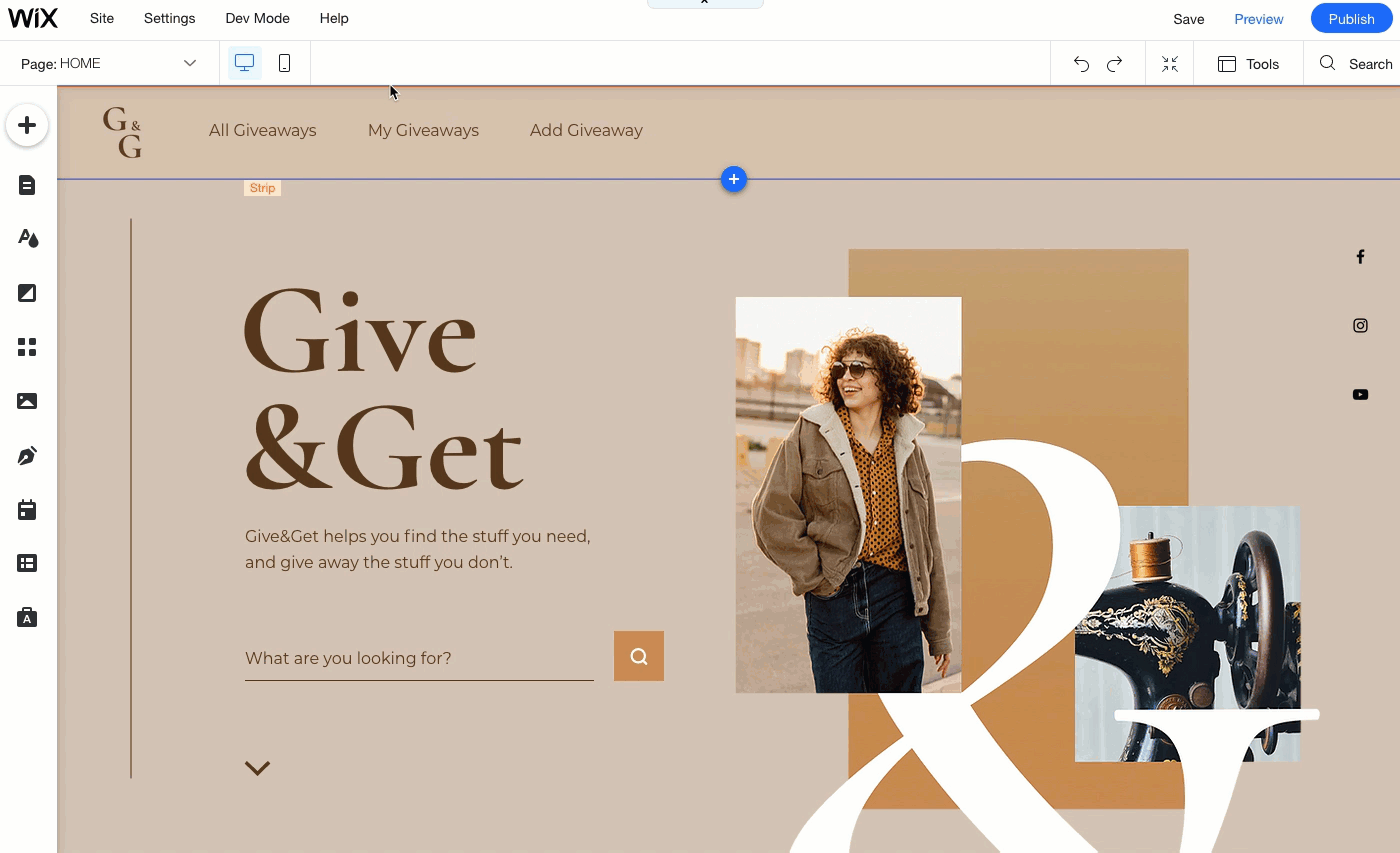 WiX
Site
Settings
Dev Mode
Help
Save
Preview
Publish
Page: HOME
Tools
Search
G &
G
All Giveaways
My Giveaways
Add Giveaway
Strip
Give
&Get
Give&Get helps you find the stuff you need,
and give away the stuff you don't.
What are you looking for?
&